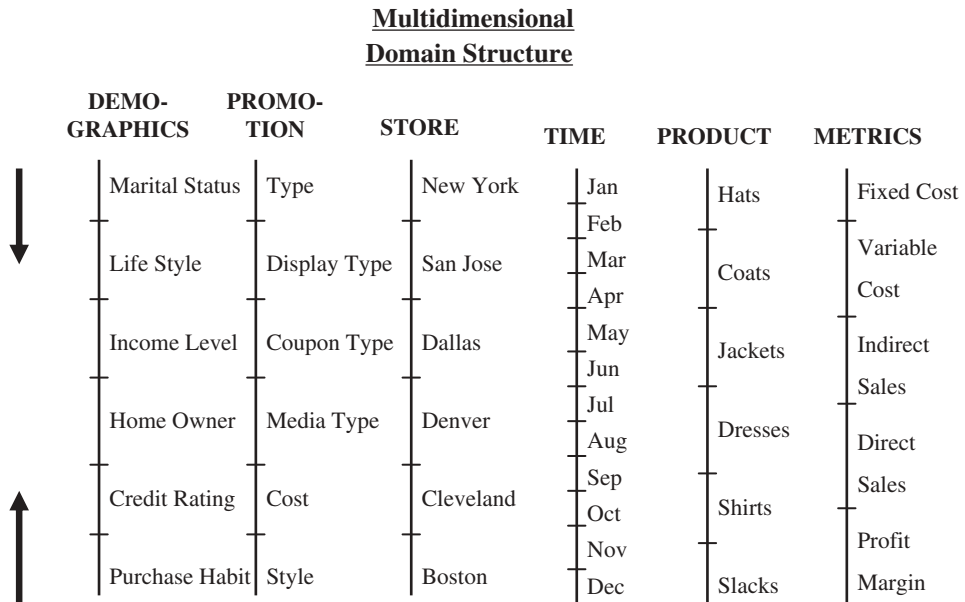 Multidimensional
Domain Structure
DEMO-
GRAPHICS
Marital Status
Life Style
Income Level
Home Owner
Credit Rating
Purchase Habit
PROMO-
TION
Type
Display Type
Coupon Type
Media Type
Cost
Style
STORE
New York
San Jose
Dallas
Denver
Cleveland
Boston
TIME
Jan
Feb
Mar
Apr
May
Jun
Jul
Aug
Sep
Oct
Nov
Dec
PRODUCT
Hats
Coats
Jackets
Dresses
Shirts
Slacks
METRICS
Fixed Cost
Variable
Cost
Indirect
Sales
Direct
Sales
Profit
Margin